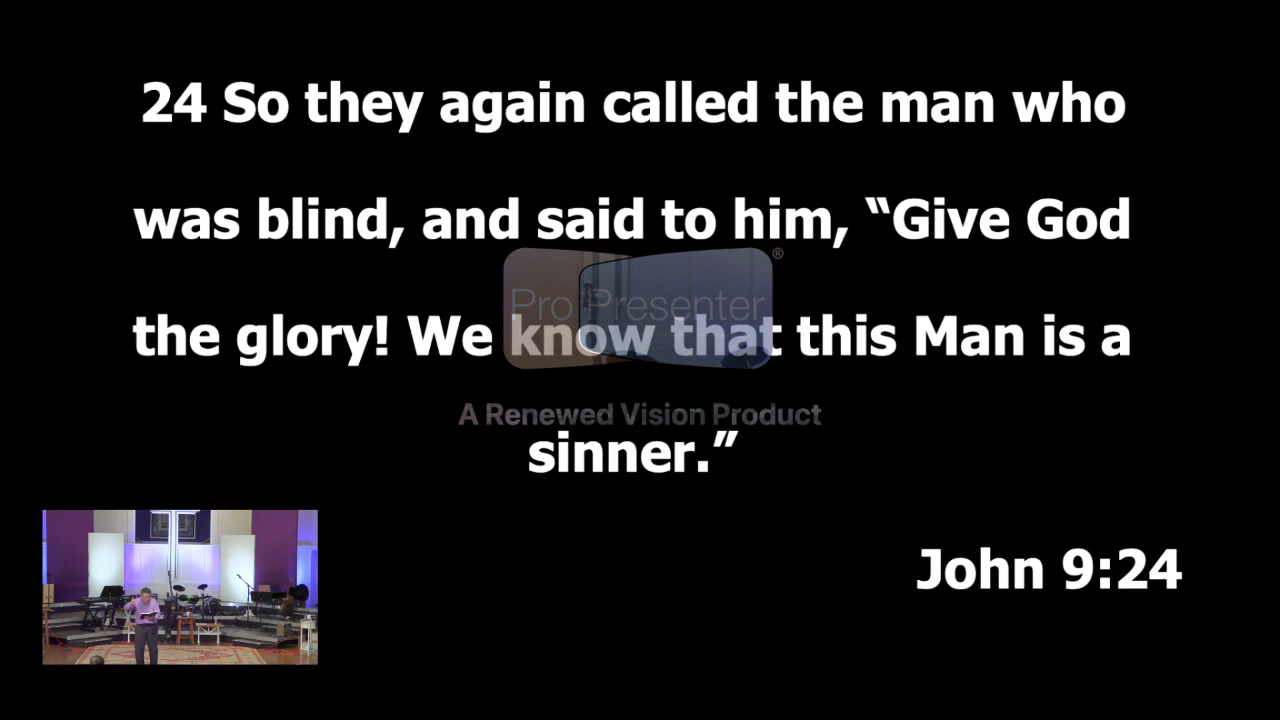 24 So they again called the man who
was blind, and said to him, “Give God
the glory! We know that this Man is a
sinner.”
John 9:24
ProPresenter®
A Renewed Vision Product